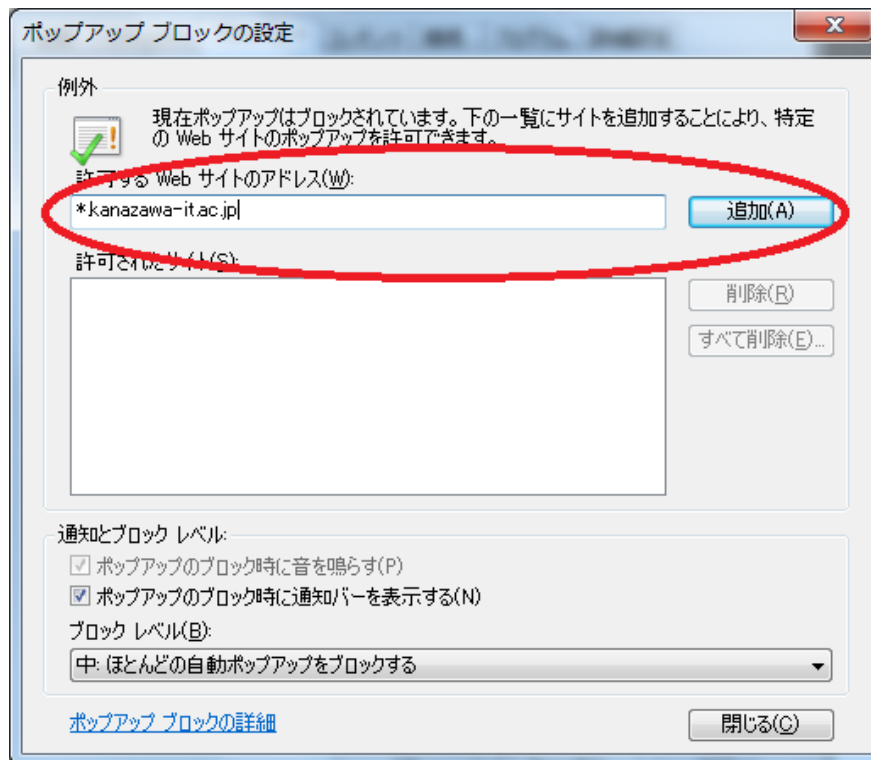 ポップアップ ブロックの設定
例外
現在ポップアップはブロックされています。下の一覧にサイトを追加することにより、特定
の Web サイトのポップアップを許可できます。
許可する Web サイトのアドレス(W):
*.kanazawa-it.ac.jp
追加(A)
許可されたサイト(S):
削除(R)
すべて削除(E)...
通知とブロック レベル:
ポップアップのブロック時に音を鳴らす(P)
ポップアップのブロック時に通知バーを表示する(N)
ブロック レベル(B):
中: ほとんどの自動ポップアップをブロックする
ポップアップ ブロックの詳細
閉じる(C)